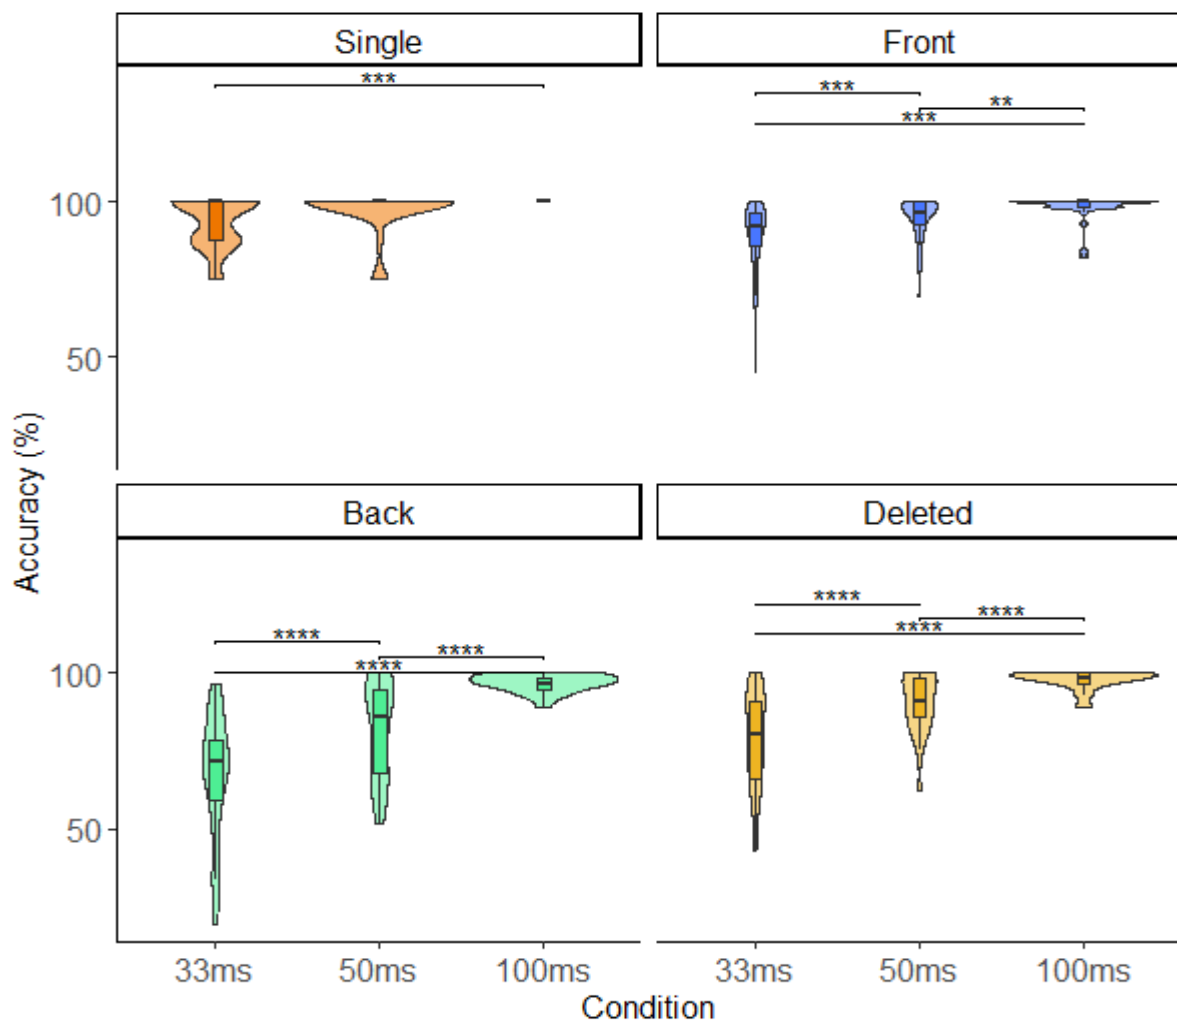 Single
Front
***
***
**
***
100
50
Accuracy (%)
Back
Deleted
****
****
****
****
****
****
100
50
33ms 50ms 100ms 33ms 50ms 100ms
Condition